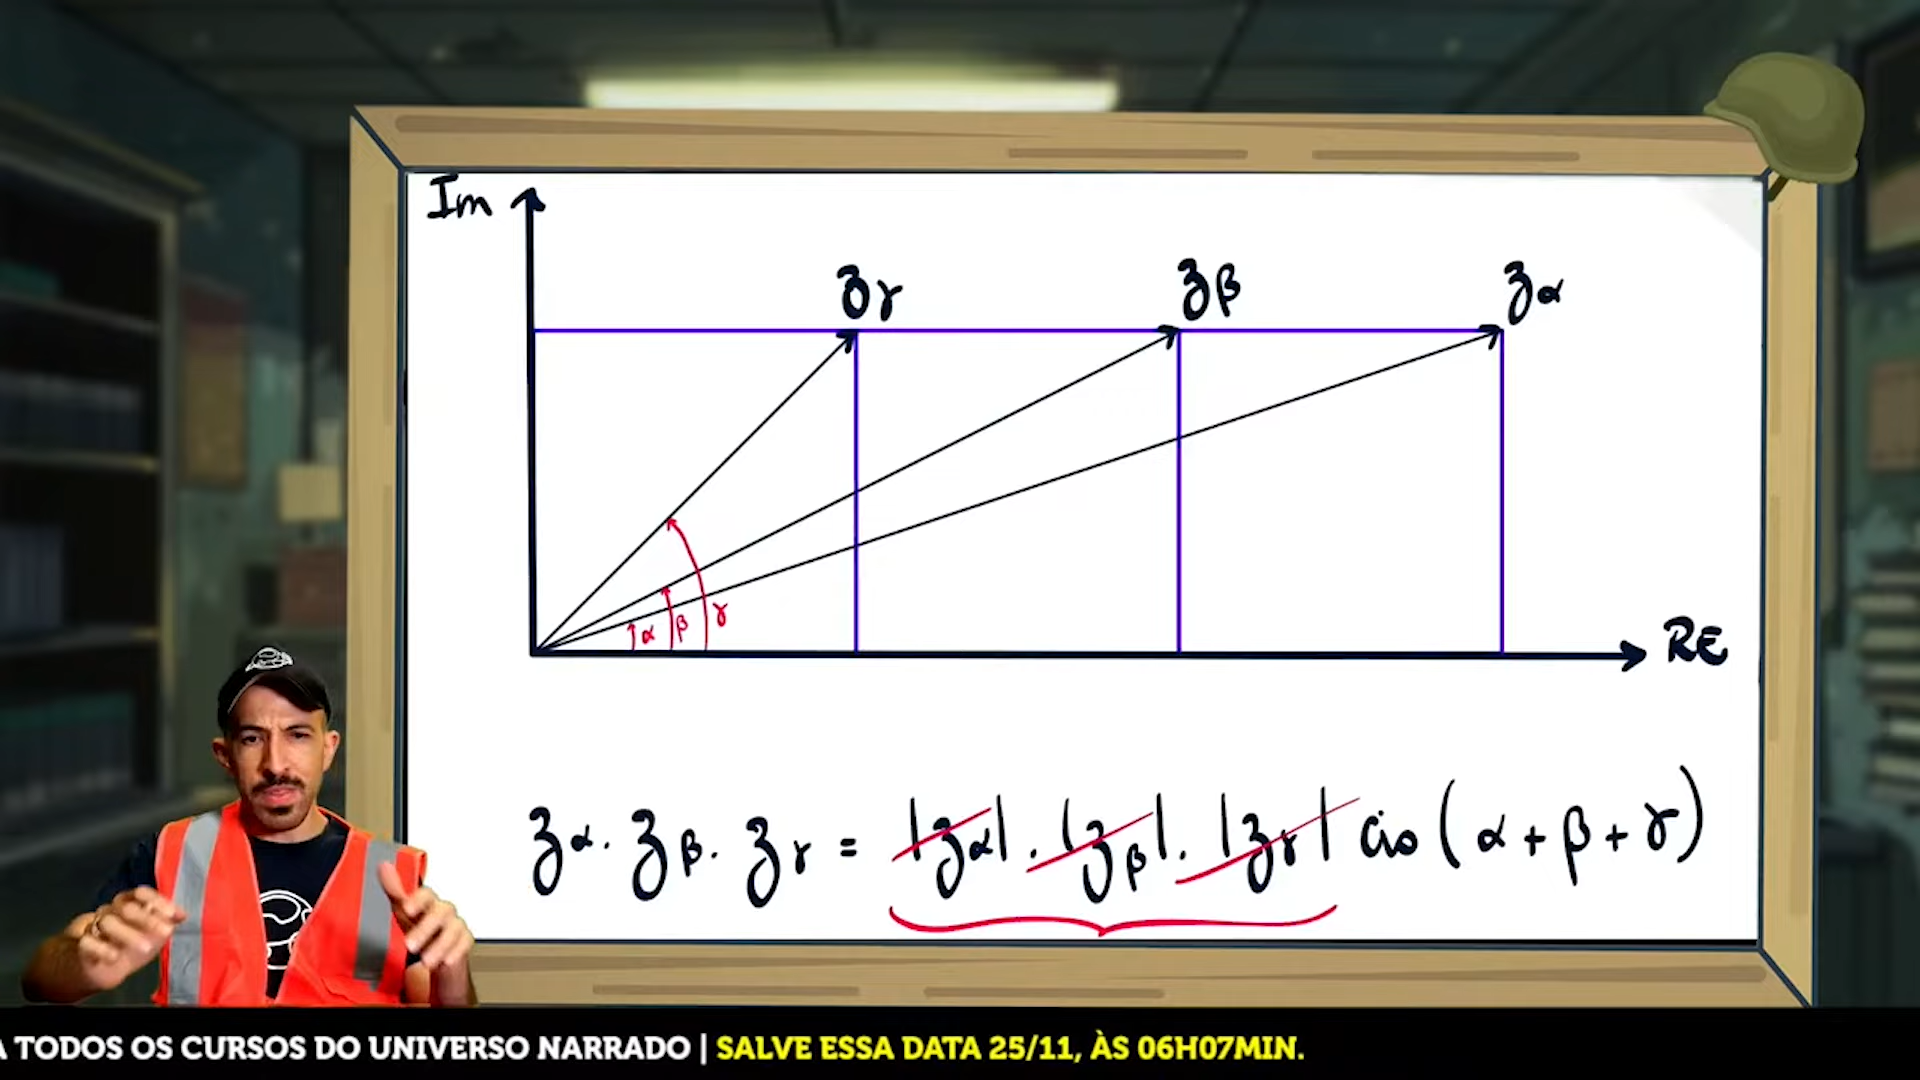 Im
zγ zβ zα
α β γ
RE
zα · zβ · zγ = |zα| · |zβ| · |zγ| cis (α + β + γ)
A TODOS OS CURSOS DO UNIVERSO NARRADO | SALVE ESSA DATA 25/11, ÀS 06H07MIN.